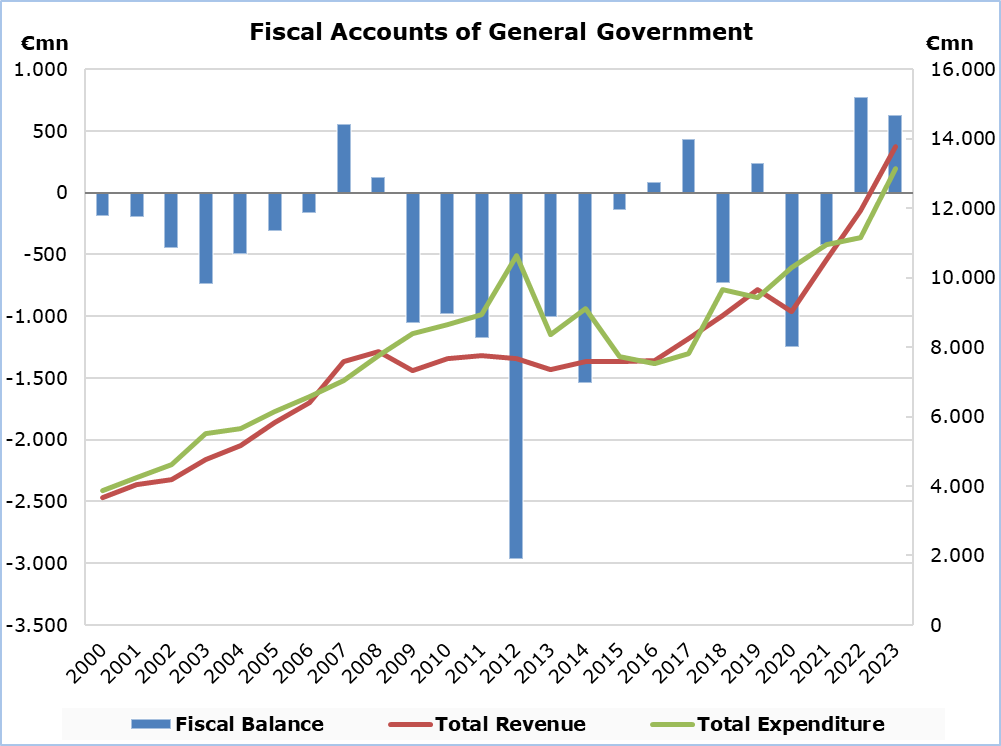 Fiscal Accounts of General Government
€mn €mn
1.000 16.000
500 14.000
0 12.000
-500 10.000
-1.000 8.000
-1.500 6.000
-2.000 4.000
-2.500 2.000
-3.000 0
-3.500
2000 2001 2002 2003 2004 2005 2006 2007 2008 2009 2010 2011 2012 2013 2014 2015 2016 2017 2018 2019 2020 2021 2022 2023
Fiscal Balance Total Revenue Total Expenditure